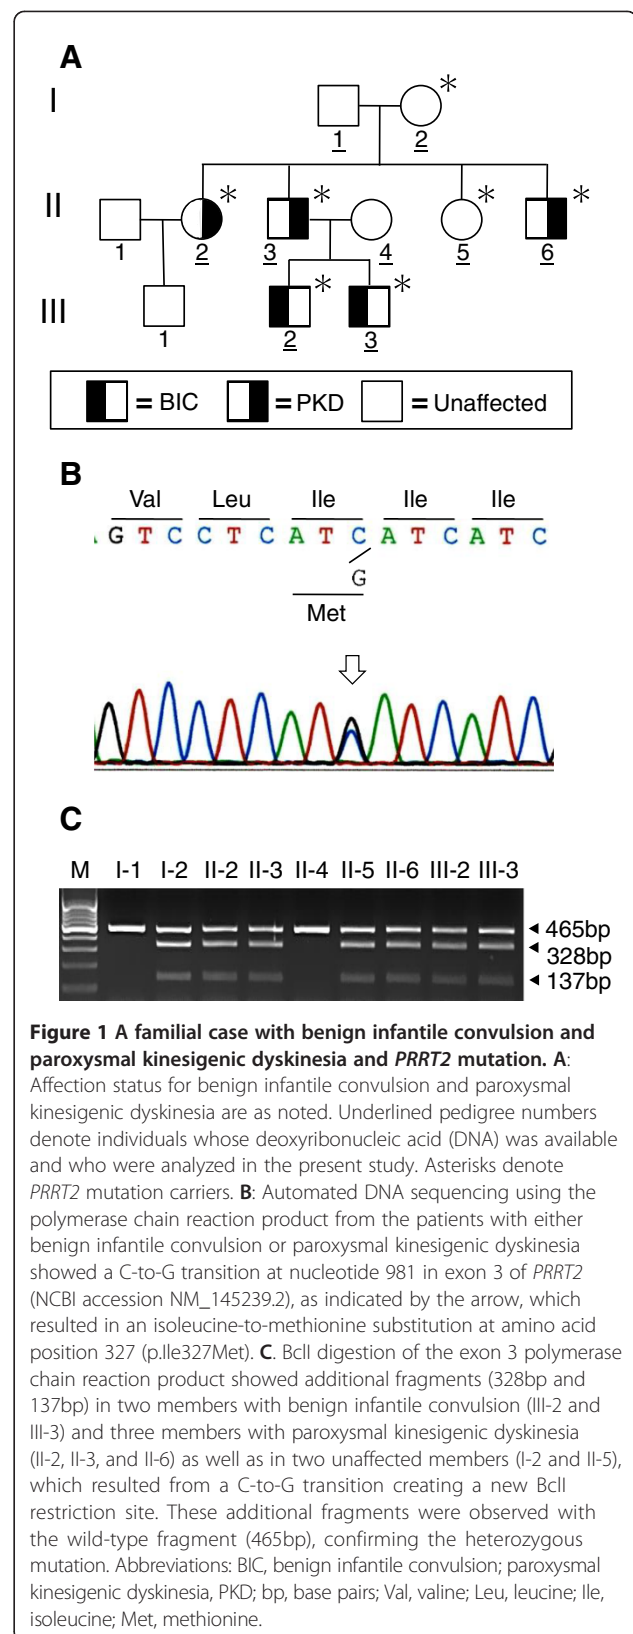 A
I
1 2
*
II
1 2 3 4 5 6
* * * *
III
1 2 3
* *
= BIC = PKD = Unaffected
B
Val Leu Ile Ile Ile
G T C C T C A T C A T C A T C
G
Met
C
M I-1 I-2 II-2 II-3 II-4 II-5 II-6 III-2 III-3
465bp
328bp
137bp
Figure 1 A familial case with benign infantile convulsion and
paroxysmal kinesigenic dyskinesia and PRRT2 mutation. A:
Affection status for benign infantile convulsion and paroxysmal
kinesigenic dyskinesia are as noted. Underlined pedigree numbers
denote individuals whose deoxyribonucleic acid (DNA) was available
and who were analyzed in the present study. Asterisks denote
PRRT2 mutation carriers. B: Automated DNA sequencing using the
polymerase chain reaction product from the patients with either
benign infantile convulsion or paroxysmal kinesigenic dyskinesia
showed a C-to-G transition at nucleotide 981 in exon 3 of PRRT2
(NCBI accession NM_145239.2), as indicated by the arrow, which
resulted in an isoleucine-to-methionine substitution at amino acid
position 327 (p.Ile327Met). C. BclI digestion of the exon 3 polymerase
chain reaction product showed additional fragments (328bp and
137bp) in two members with benign infantile convulsion (III-2 and
III-3) and three members with paroxysmal kinesigenic dyskinesia
(II-2, II-3, and II-6) as well as in two unaffected members (I-2 and II-5),
which resulted from a C-to-G transition creating a new BclI
restriction site. These additional fragments were observed with
the wild-type fragment (465bp), confirming the heterozygous
mutation. Abbreviations: BIC, benign infantile convulsion; paroxysmal
kinesigenic dyskinesia, PKD; bp, base pairs; Val, valine; Leu, leucine; Ile,
isoleucine; Met, methionine.